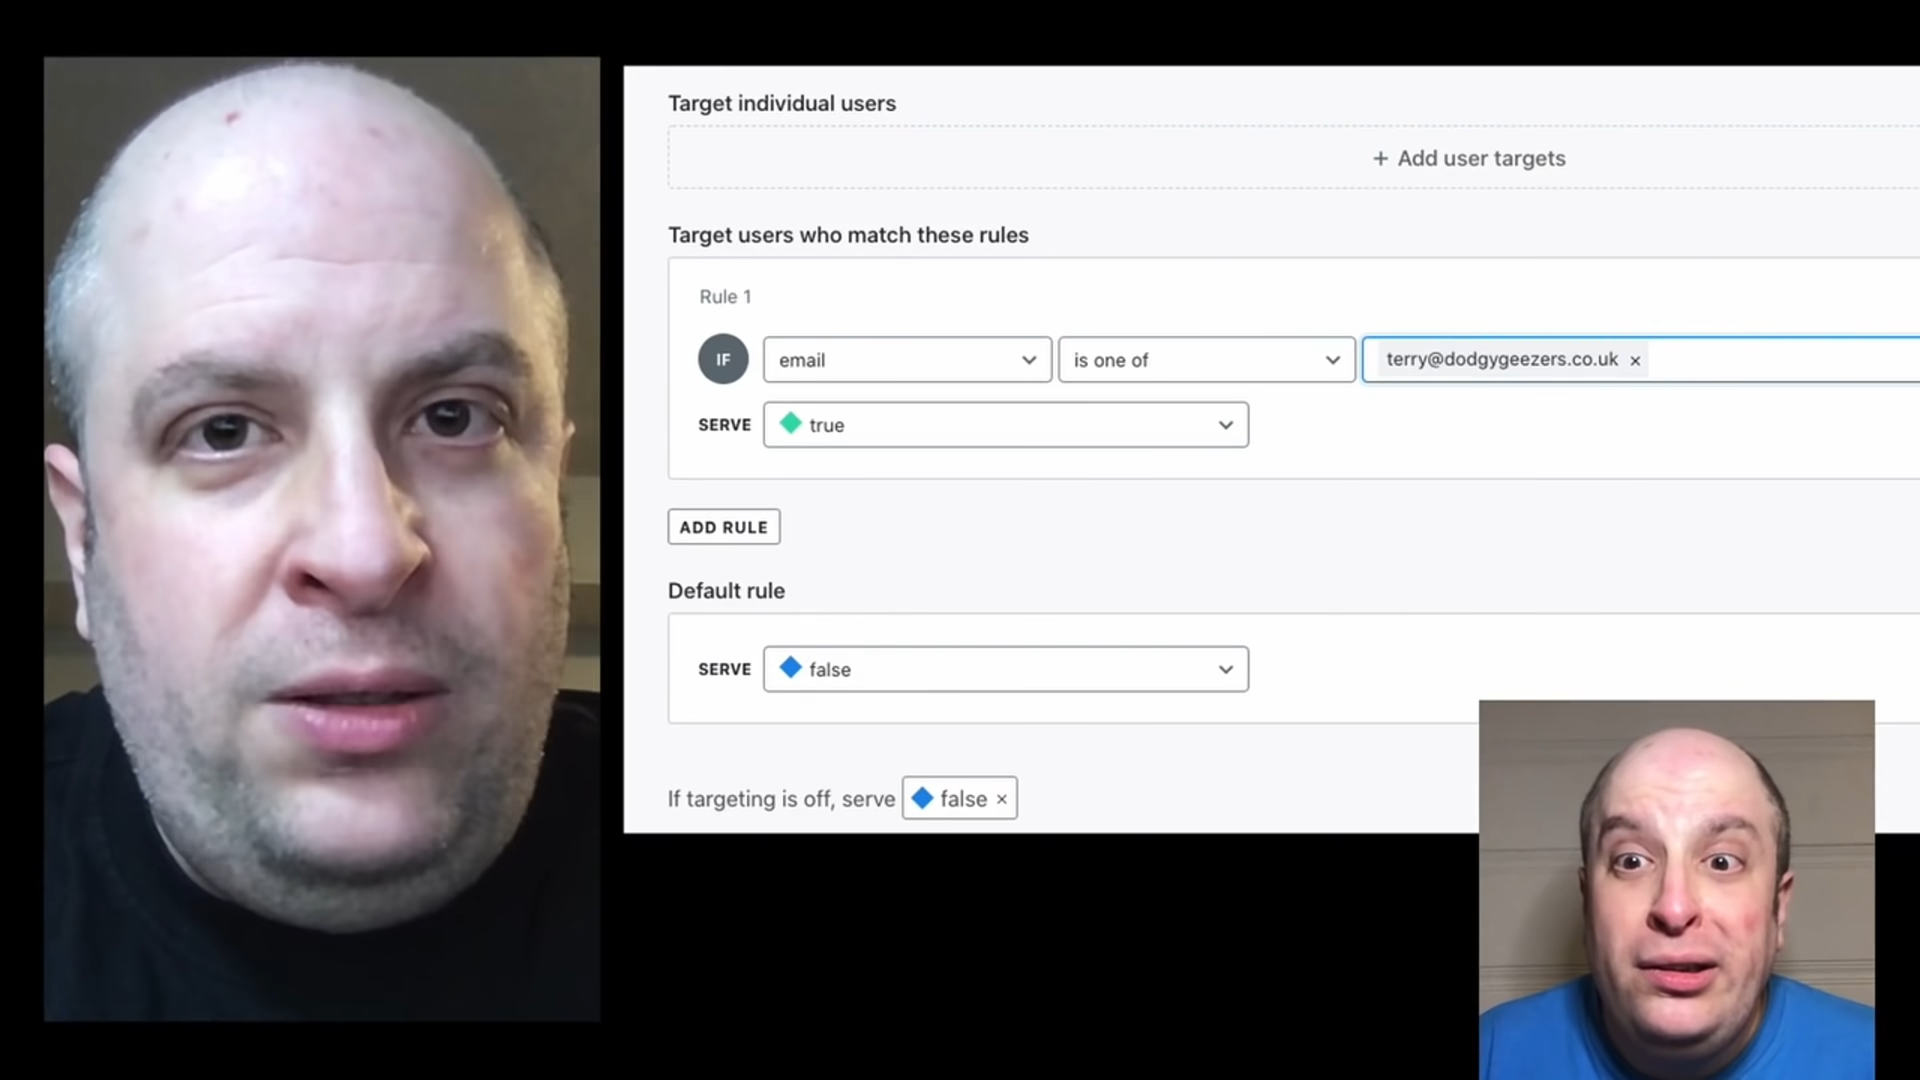 Target individual users
+ Add user targets
Target users who match these rules
Rule 1
IF email is one of terry@dodgygeezers.co.uk ×
SERVE true
ADD RULE
Default rule
SERVE false
If targeting is off, serve false ×